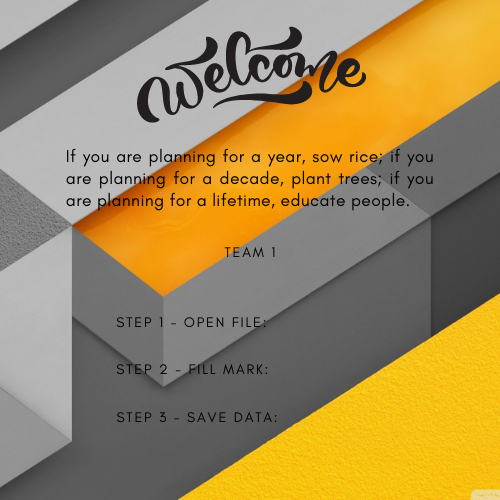 Welcome
If you are planning for a year, sow rice; if you
are planning for a decade, plant trees; if you
are planning for a lifetime, educate people.
TEAM 1
STEP 1 - OPEN FILE:
STEP 2 - FILL MARK:
STEP 3 - SAVE DATA: